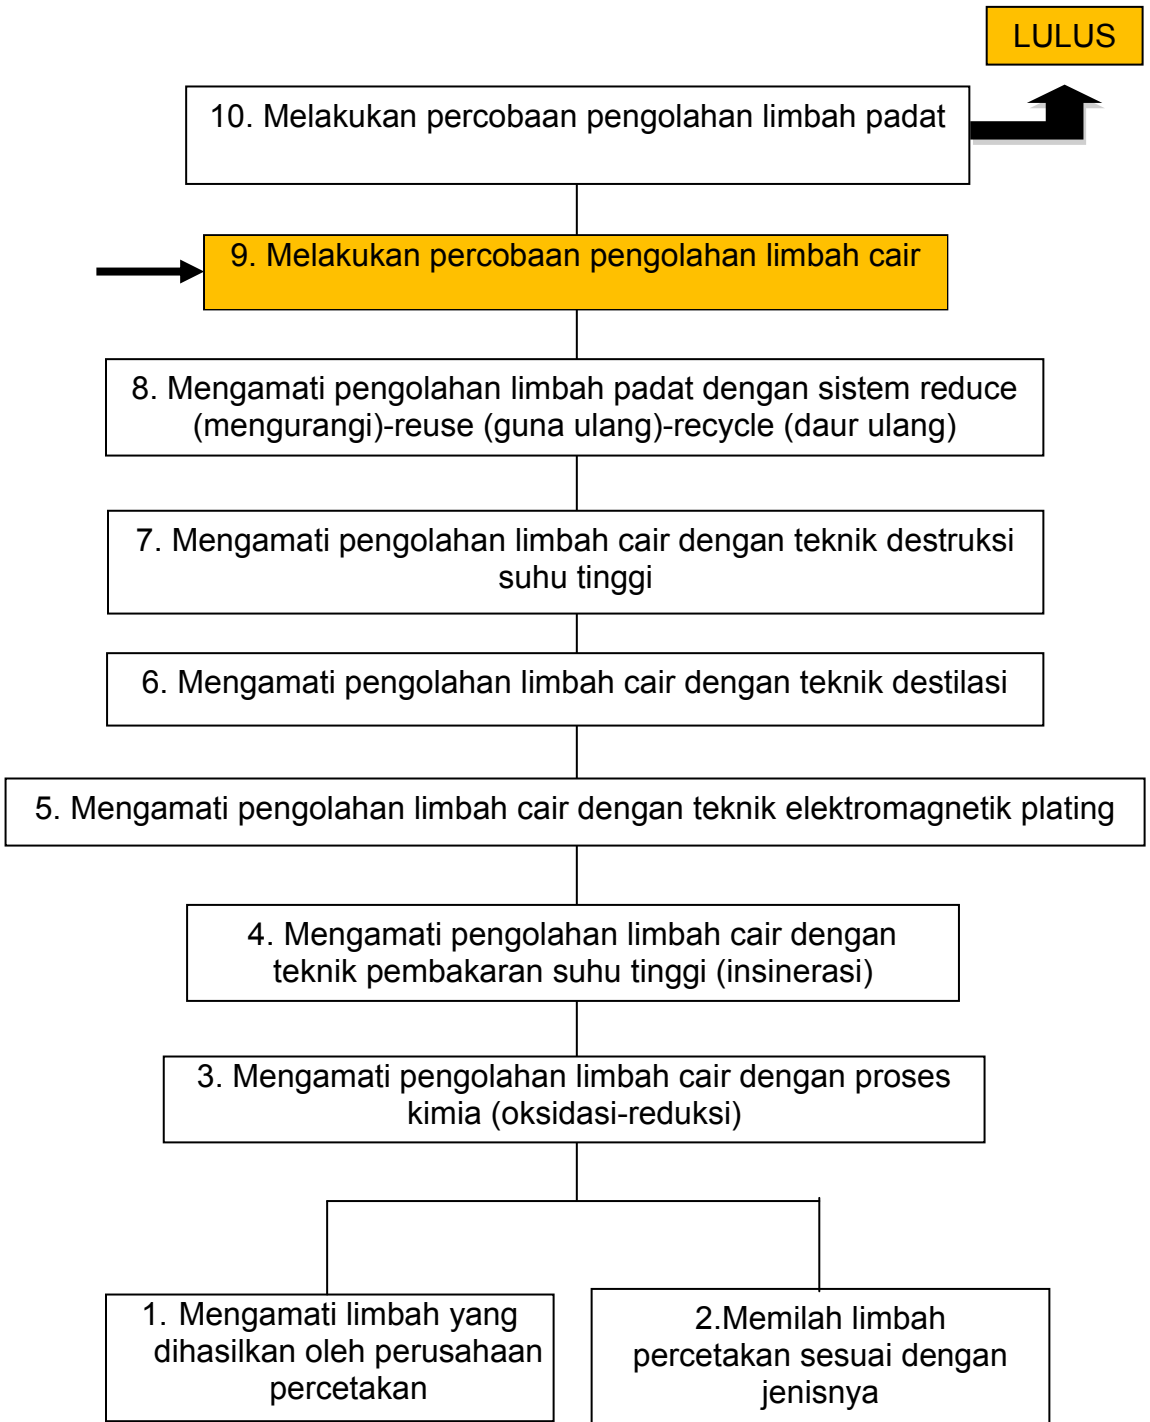 LULUS
10. Melakukan percobaan pengolahan limbah padat
9. Melakukan percobaan pengolahan limbah cair
8. Mengamati pengolahan limbah padat dengan sistem reduce
(mengurangi)-reuse (guna ulang)-recycle (daur ulang)
7. Mengamati pengolahan limbah cair dengan teknik destruksi
suhu tinggi
6. Mengamati pengolahan limbah cair dengan teknik destilasi
5. Mengamati pengolahan limbah cair dengan teknik elektromagnetik plating
4. Mengamati pengolahan limbah cair dengan
teknik pembakaran suhu tinggi (insinerasi)
3. Mengamati pengolahan limbah cair dengan proses
kimia (oksidasi-reduksi)
1. Mengamati limbah yang
dihasilkan oleh perusahaan
percetakan
2.Memilah limbah
percetakan sesuai dengan
jenisnya